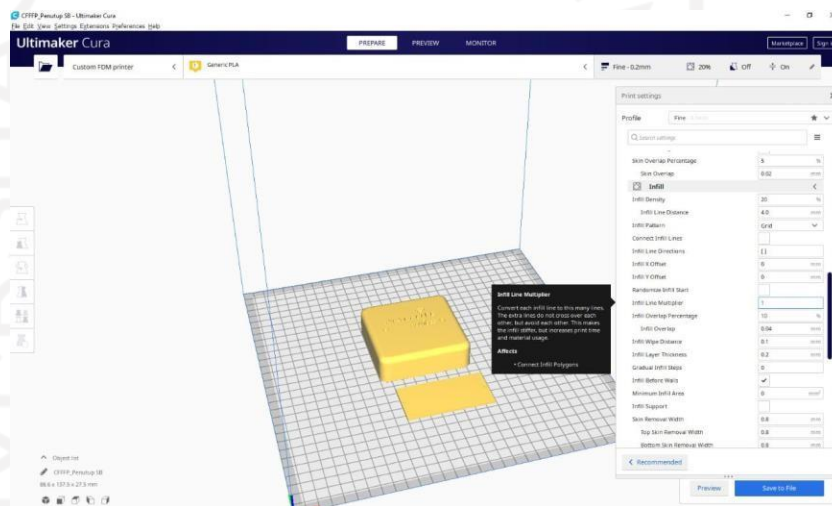 CFFFP_Penutup SB - Ultimaker Cura
File Edit View Settings Extensions Preferences Help
Ultimaker Cura
PREPARE PREVIEW MONITOR
Marketplace Sign
Custom FDM printer
Generic PLA
Fine - 0.2mm 20% Off On
Print settings
Profile Fine
Search settings
Skin Overlap Percentage 5 %
Skin Overlap 0.02 mm
Infill
Infill Density 20 %
Infill Line Distance 4.0 mm
Infill Pattern Grid
Connect Infill Lines
Infill Line Directions [ ]
Infill X Offset 0 mm
Infill Y Offset 0 mm
Randomize Infill Start
Infill Line Multiplier 1
Infill Overlap Percentage 10 %
Infill Overlap 0.04 mm
Infill Wipe Distance 0.1 mm
Infill Layer Thickness 0.2 mm
Gradual Infill Steps 0
Infill Before Walls
Minimum Infill Area 0 mm²
Infill Support
Skin Removal Width 0.8 mm
Top Skin Removal Width 0.8 mm
Bottom Skin Removal Width 0.8 mm
Recommended
Preview Save to File
Infill Line Multiplier
Convert each infill line to this many lines.
The extra lines do not cross over each
other, but avoid each other. This makes
the infill stiffer, but increases print time
and material usage.
Affects
• Connect Infill Polygons
Object list
CFFFP_Penutup SB